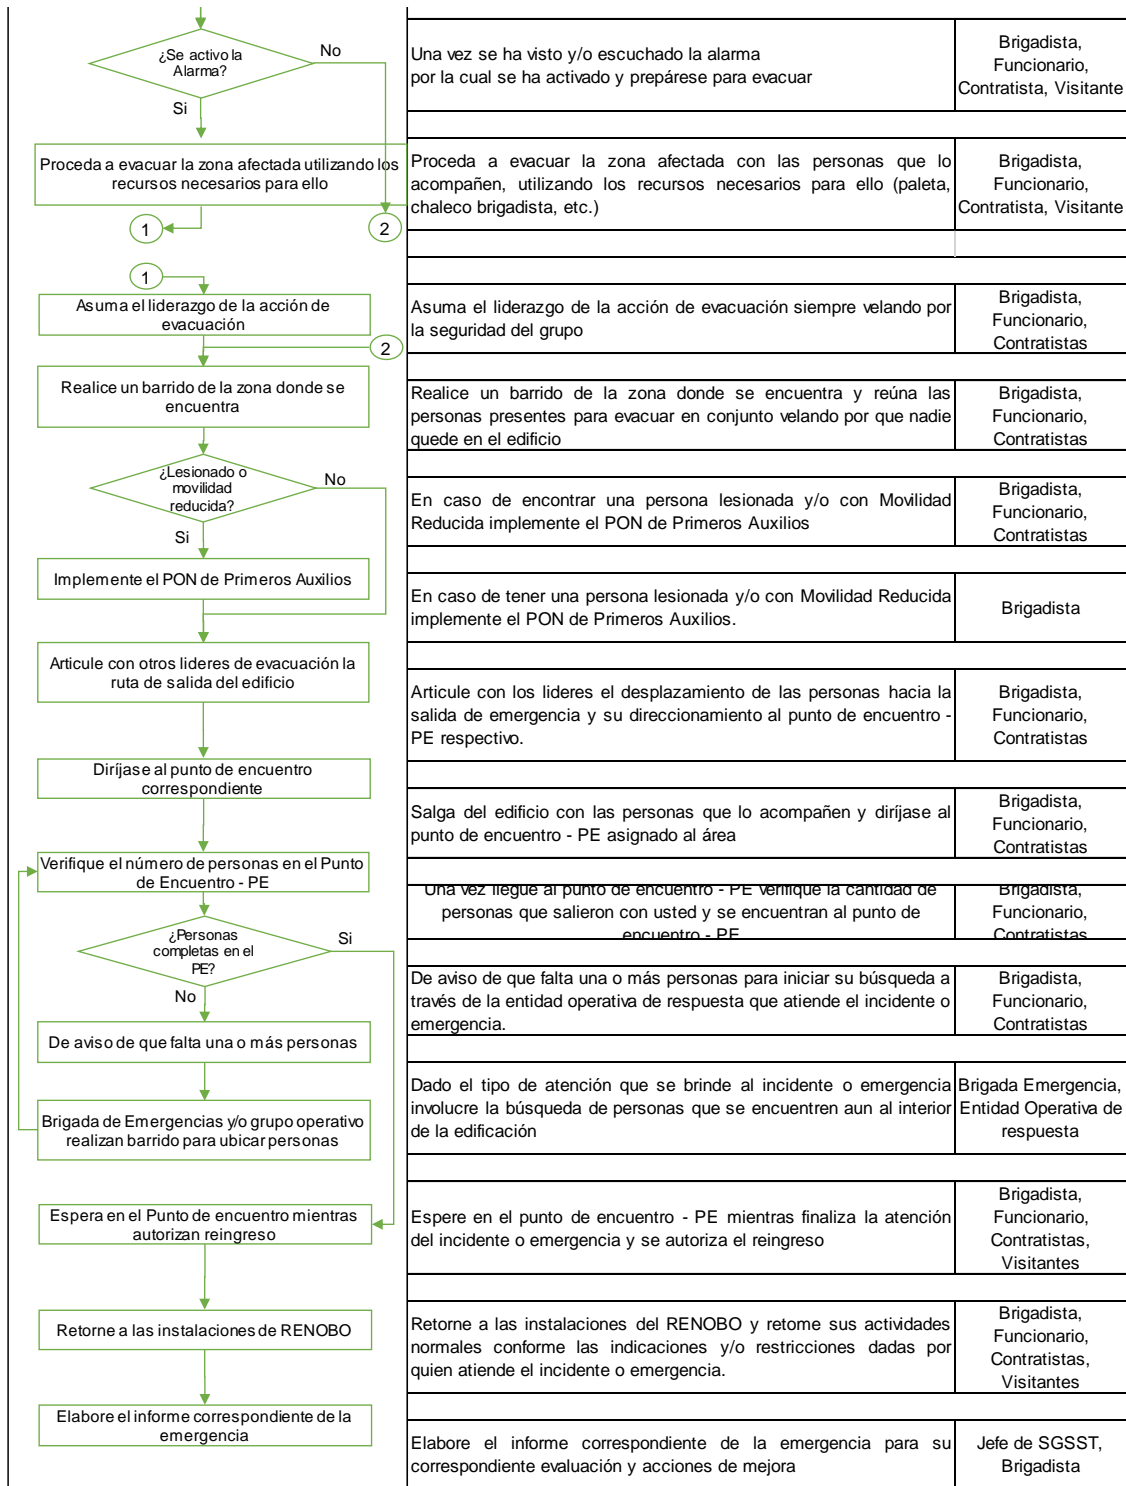 ¿Se activo la
Alarma?
No
Si
Una vez se ha visto y/o escuchado la alarma
por la cual se ha activado y prepárese para evacuar
Brigadista,
Funcionario,
Contratista, Visitante
Proceda a evacuar la zona afectada utilizando los
recursos necesarios para ello
1
2
Proceda a evacuar la zona afectada con las personas que lo
acompañen, utilizando los recursos necesarios para ello (paleta,
chaleco brigadista, etc.)
Brigadista,
Funcionario,
Contratista, Visitante
1
Asuma el liderazgo de la acción de
evacuación
2
Asuma el liderazgo de la acción de evacuación siempre velando por
la seguridad del grupo
Brigadista,
Funcionario,
Contratistas
Realice un barrido de la zona donde se
encuentra
Realice un barrido de la zona donde se encuentra y reúna las
personas presentes para evacuar en conjunto velando por que nadie
quede en el edificio
Brigadista,
Funcionario,
Contratistas
¿Lesionado o
movilidad
reducida?
No
Si
En caso de encontrar una persona lesionada y/o con Movilidad
Reducida implemente el PON de Primeros Auxilios
Brigadista,
Funcionario,
Contratistas
Implemente el PON de Primeros Auxilios
En caso de tener una persona lesionada y/o con Movilidad Reducida
implemente el PON de Primeros Auxilios.
Brigadista
Articule con otros lideres de evacuación la
ruta de salida del edificio
Articule con los lideres el desplazamiento de las personas hacia la
salida de emergencia y su direccionamiento al punto de encuentro -
PE respectivo.
Brigadista,
Funcionario,
Contratistas
Diríjase al punto de encuentro
correspondiente
Salga del edificio con las personas que lo acompañen y diríjase al
punto de encuentro - PE asignado al área
Brigadista,
Funcionario,
Contratistas
Verifique el número de personas en el Punto
de Encuentro - PE
Una vez llegue al punto de encuentro - PE verifique la cantidad de
personas que salieron con usted y se encuentran al punto de
encuentro - PE
Brigadista,
Funcionario,
Contratistas
¿Personas
completas en el
PE?
Si
No
De aviso de que falta una o más personas para iniciar su búsqueda a
través de la entidad operativa de respuesta que atiende el incidente o
emergencia.
Brigadista,
Funcionario,
Contratistas
De aviso de que falta una o más personas
Brigada de Emergencias y/o grupo operativo
realizan barrido para ubicar personas
Dado el tipo de atención que se brinde al incidente o emergencia
involucre la búsqueda de personas que se encuentren aun al interior
de la edificación
Brigada Emergencia,
Entidad Operativa de
respuesta
Espera en el Punto de encuentro mientras
autorizan reingreso
Espere en el punto de encuentro - PE mientras finaliza la atención
del incidente o emergencia y se autoriza el reingreso
Brigadista,
Funcionario,
Contratistas,
Visitantes
Retorne a las instalaciones de RENOBO
Retorne a las instalaciones del RENOBO y retome sus actividades
normales conforme las indicaciones y/o restricciones dadas por
quien atiende el incidente o emergencia.
Brigadista,
Funcionario,
Contratistas,
Visitantes
Elabore el informe correspondiente de la
emergencia
Elabore el informe correspondiente de la emergencia para su
correspondiente evaluación y acciones de mejora
Jefe de SGSST,
Brigadista